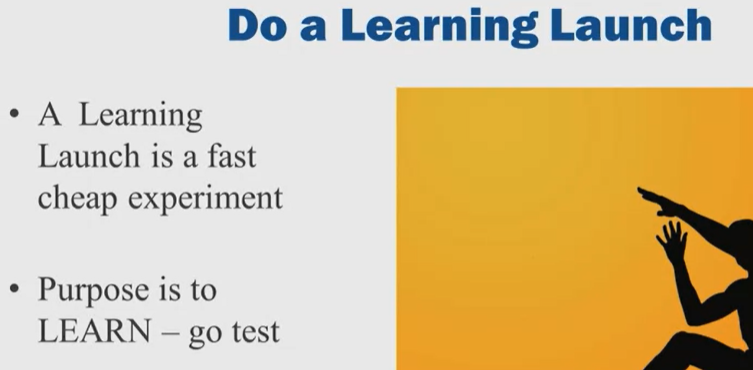 Do a Learning Launch
• A Learning
Launch is a fast
cheap experiment
• Purpose is to
LEARN – go test